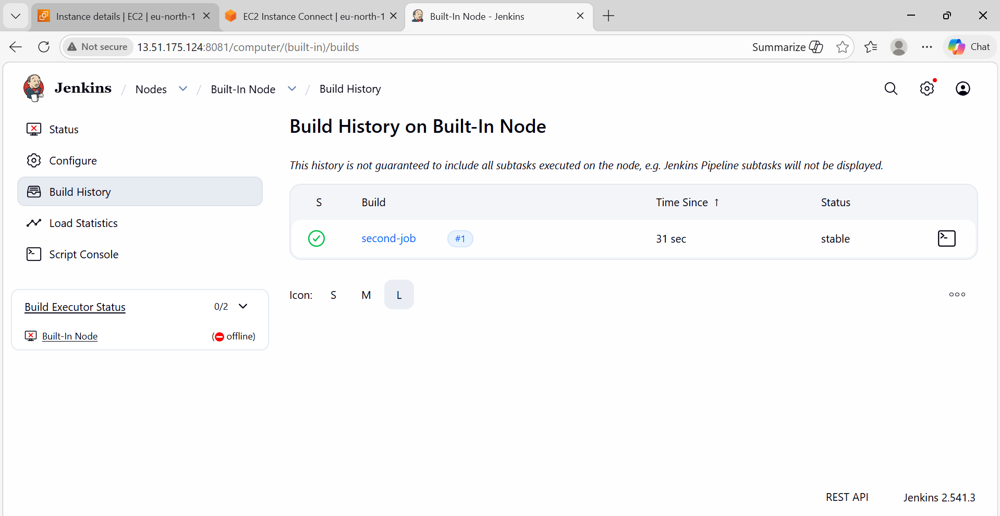 Instance details | EC2 | eu-north-1
EC2 Instance Connect | eu-north-1
Built-In Node - Jenkins
Not secure
13.51.175.124:8081/computer/(built-in)/builds
Summarize
Chat
Jenkins / Nodes / Built-In Node / Build History
Status
Configure
Build History
Load Statistics
Script Console
Build Executor Status 0/2
Built-In Node (offline)
Build History on Built-In Node
This history is not guaranteed to include all subtasks executed on the node, e.g. Jenkins Pipeline subtasks will not be displayed.
S Build Time Since ↑ Status
second-job #1 31 sec stable
Icon: S M L
REST API Jenkins 2.541.3